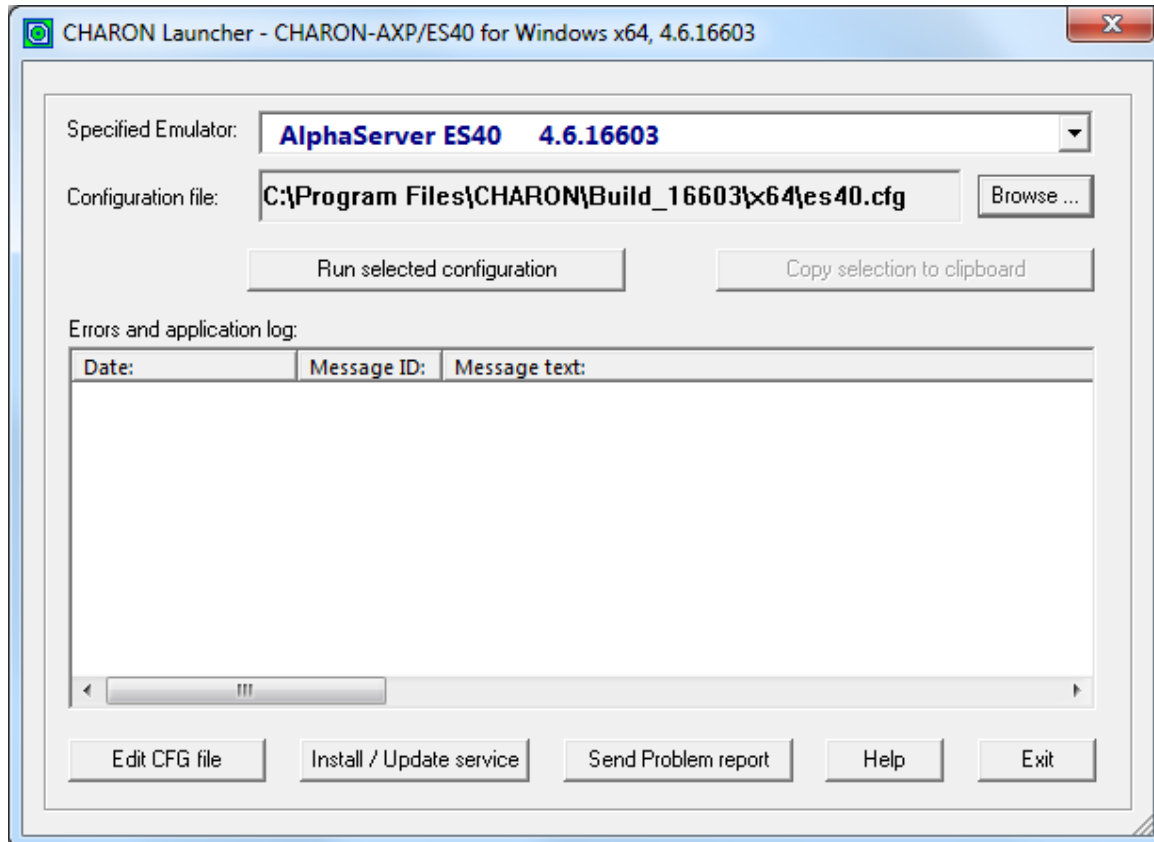 CHARON Launcher - CHARON-AXP/ES40 for Windows x64, 4.6.16603
Specified Emulator: AlphaServer ES40 4.6.16603
Configuration file: C:\Program Files\CHARON\Build_16603\x64\es40.cfg Browse ...
Run selected configuration Copy selection to clipboard
Errors and application log:
Date: Message ID: Message text:
Edit CFG file Install / Update service Send Problem report Help Exit